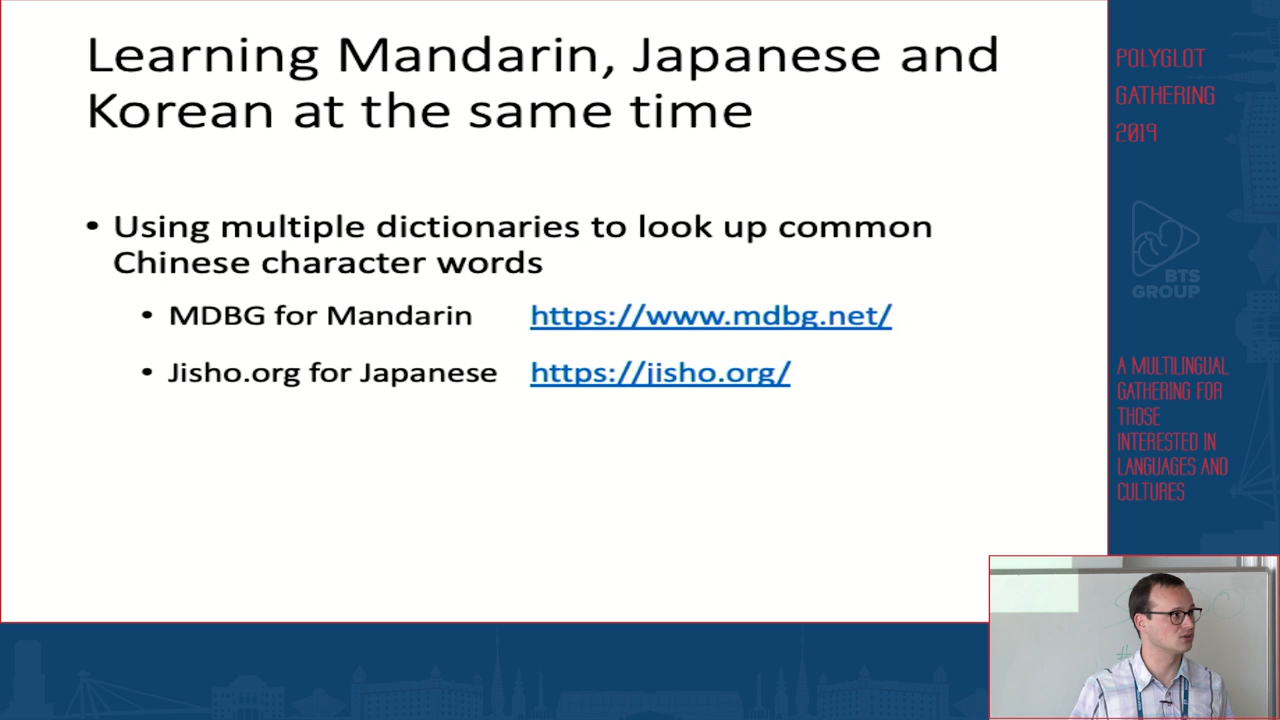 Learning Mandarin, Japanese and
Korean at the same time
• Using multiple dictionaries to look up common
Chinese character words
• MDBG for Mandarin https://www.mdbg.net/
• Jisho.org for Japanese https://jisho.org/
POLYGLOT
GATHERING
2019
BTS
GROUP
A MULTILINGUAL
GATHERING FOR
THOSE
INTERESTED IN
LANGUAGES AND
CULTURES